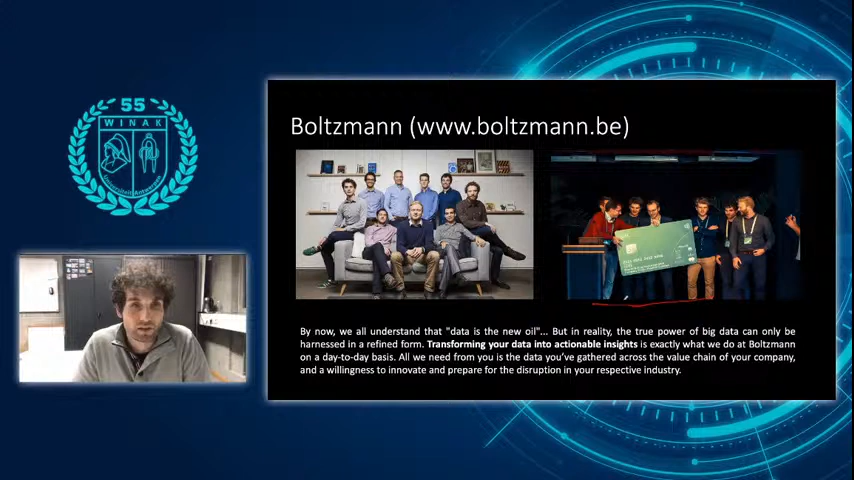 55
WINAK
Universiteit Antwerpen
Boltzmann (www.boltzmann.be)
By now, we all understand that "data is the new oil"... But in reality, the true power of big data can only be
harnessed in a refined form. Transforming your data into actionable insights is exactly what we do at Boltzmann
on a day-to-day basis. All we need from you is the data you've gathered across the value chain of your company,
and a willingness to innovate and prepare for the disruption in your respective industry.